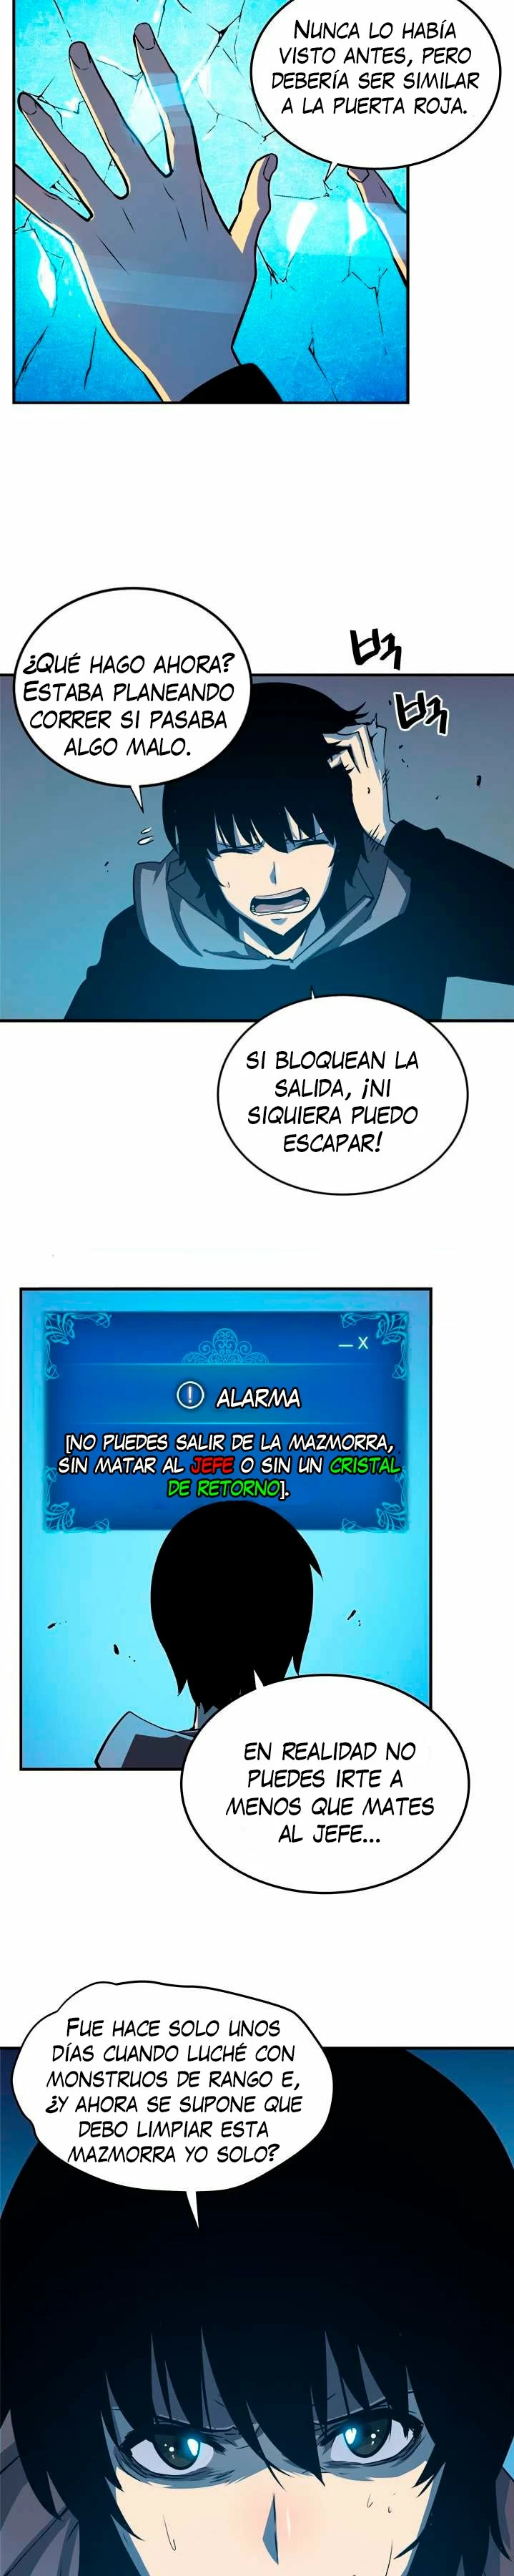 NUNCA LO HABÍA
VISTO ANTES, PERO
DEBERÍA SER SIMILAR
A LA PUERTA ROJA.
¿QUÉ HAGO AHORA?
ESTABA PLANEANDO
CORRER SI PASABA
ALGO MALO.
벅
벅
SI BLOQUEAN LA
SALIDA, ¡NI
SIQUIERA PUEDO
ESCAPAR!
— X
! ALARMA
[NO PUEDES SALIR DE LA MAZMORRA,
SIN MATAR AL JEFE O SIN UN CRISTAL
DE RETORNO].
EN REALIDAD NO
PUEDES IRTE A
MENOS QUE MATES
AL JEFE...
FUE HACE SOLO UNOS
DÍAS CUANDO LUCHÉ CON
MONSTRUOS DE RANGO E,
¿Y AHORA SE SUPONE QUE
DEBO LIMPIAR ESTA
MAZMORRA YO SOLO?